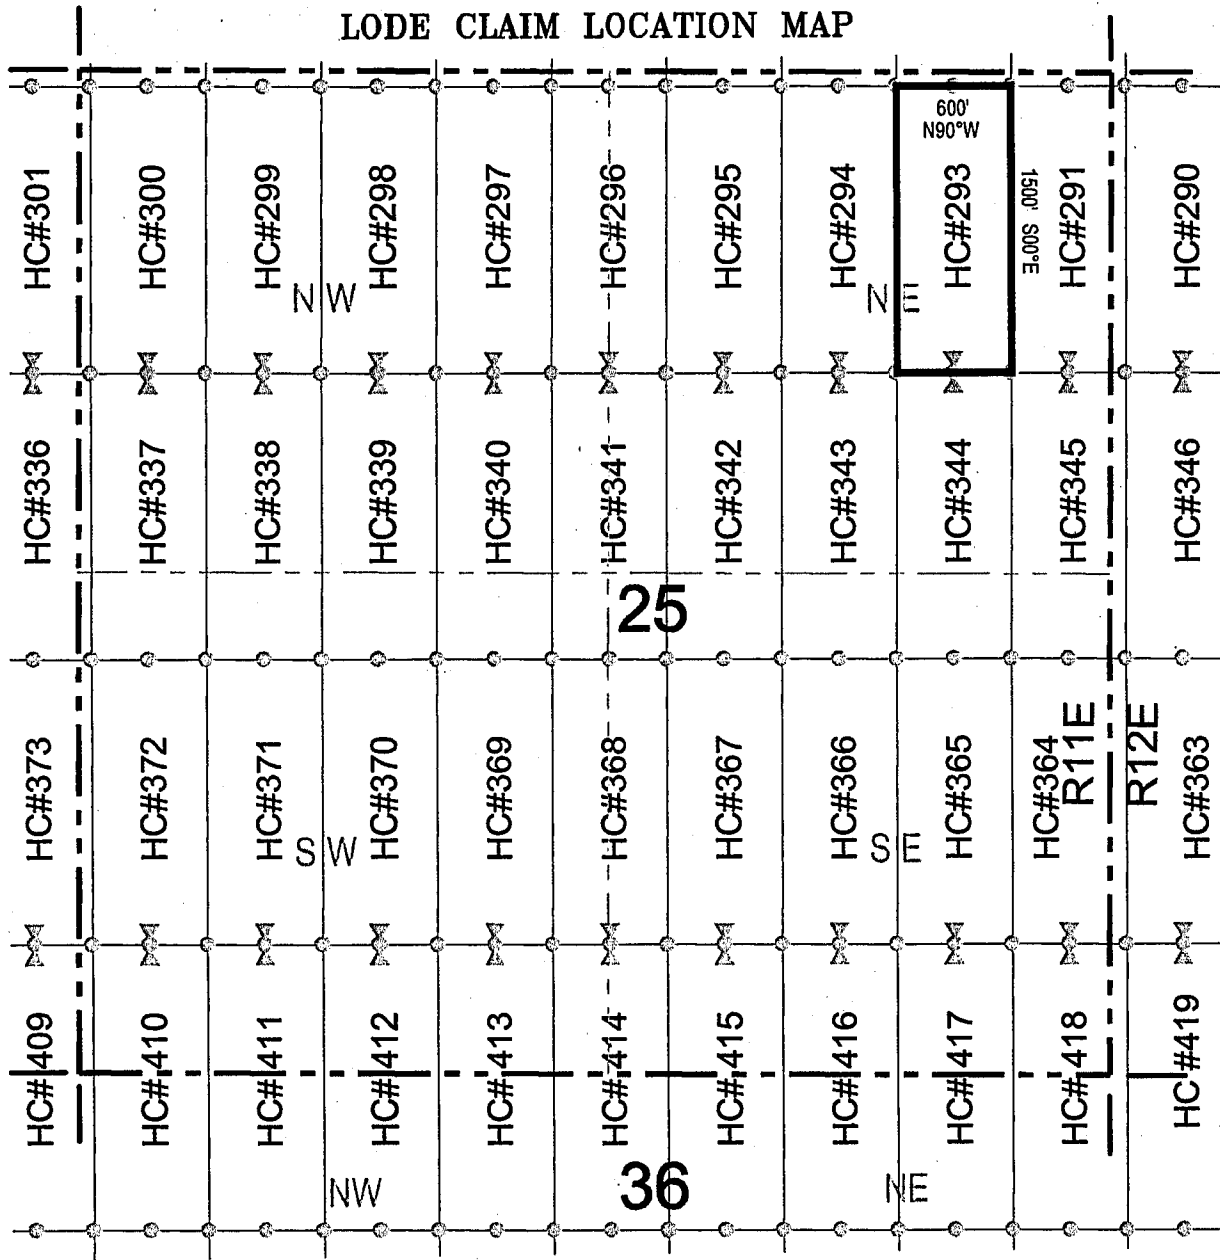 LODE CLAIM LOCATION MAP
600'
N90°W
1500' S00°E
HC#301
HC#300
HC#299
HC#298
HC#297
HC#296
HC#295
HC#294
HC#293
HC#291
HC#290
NW
NE
HC#336
HC#337
HC#338
HC#339
HC#340
HC#341
HC#342
HC#343
HC#344
HC#345
HC#346
25
HC#373
HC#372
HC#371
HC#370
HC#369
HC#368
HC#367
HC#366
HC#365
HC#364
R11E
R12E
HC#363
SW
SE
HC#409
HC#410
HC#411
HC#412
HC#413
HC#414
HC#415
HC#416
HC#417
HC#418
HC#419
NW
36
NE